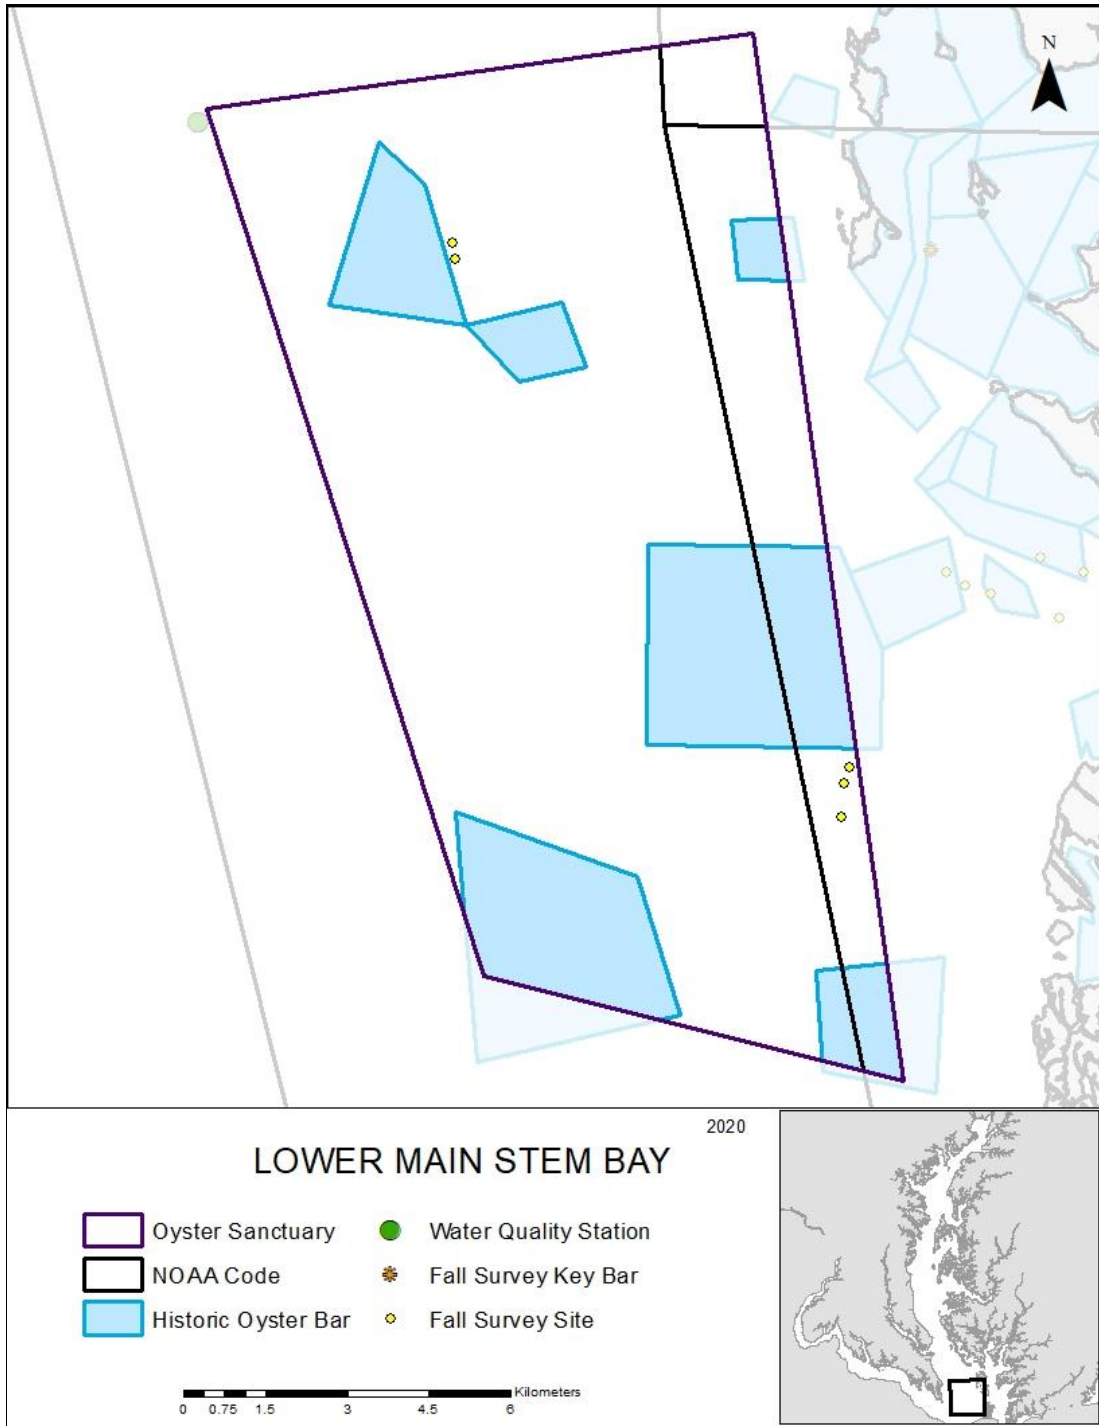 N
2020
LOWER MAIN STEM BAY
Oyster Sanctuary
Water Quality Station
NOAA Code
Fall Survey Key Bar
Historic Oyster Bar
Fall Survey Site
Kilometers
0 0.75 1.5 3 4.5 6